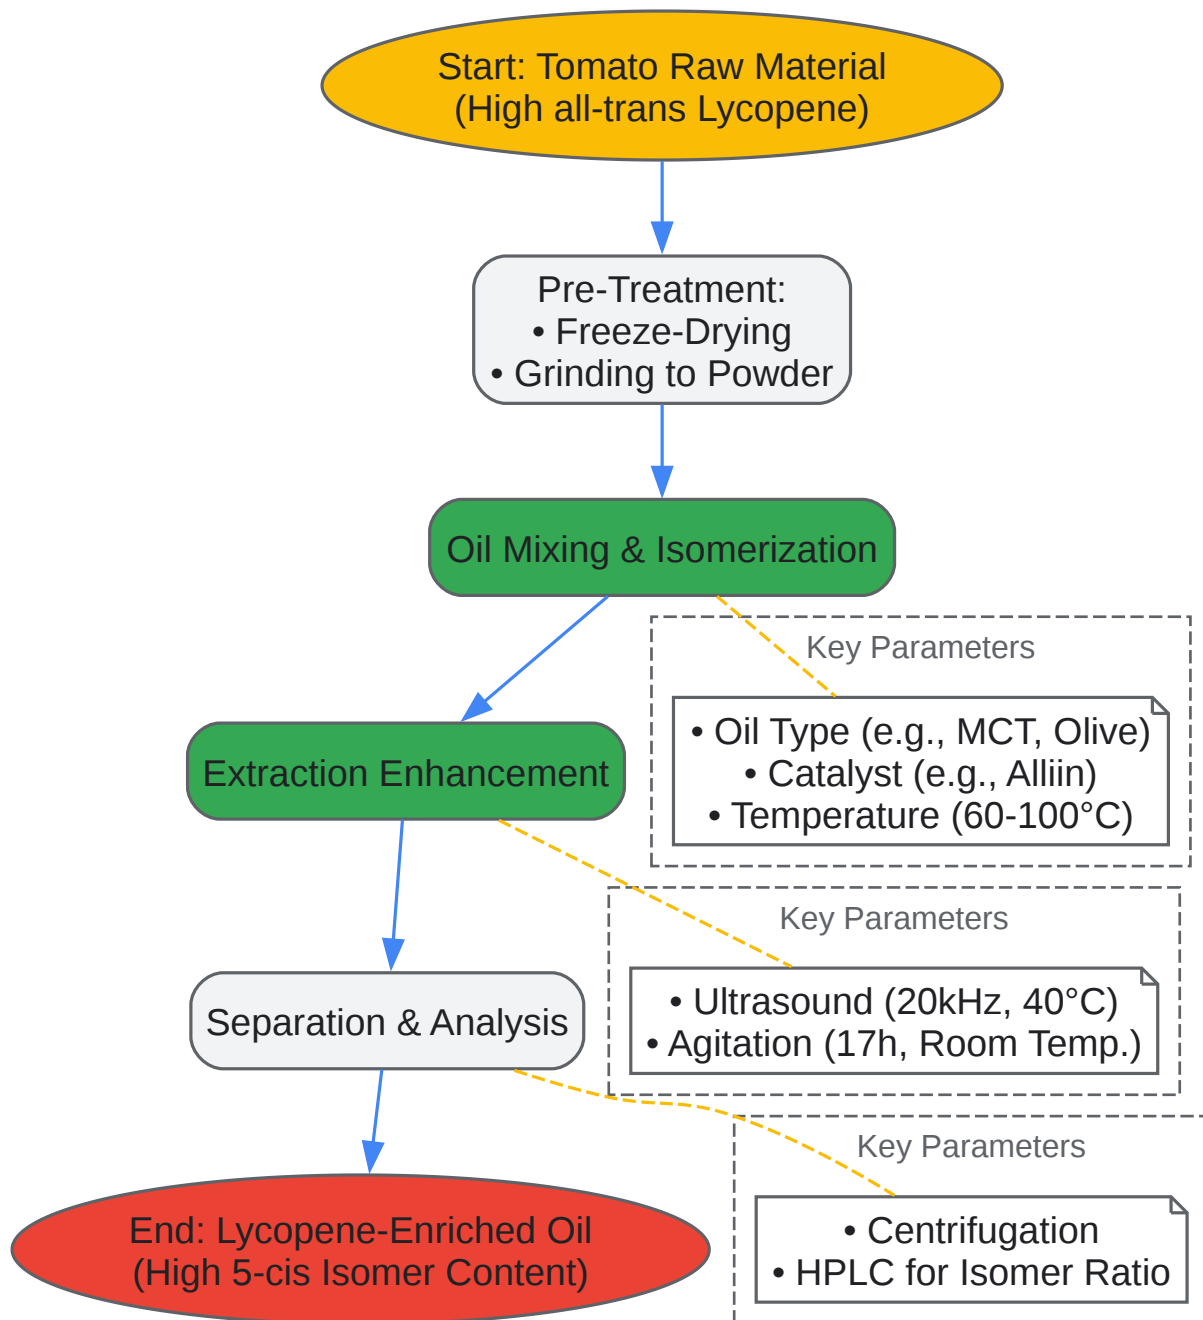 Start: Tomato Raw Material
(High all-trans Lycopene)
Pre-Treatment:
• Freeze-Drying
• Grinding to Powder
Oil Mixing & Isomerization
Key Parameters
• Oil Type (e.g., MCT, Olive)
• Catalyst (e.g., Alliin)
• Temperature (60-100°C)
Extraction Enhancement
Key Parameters
• Ultrasound (20kHz, 40°C)
• Agitation (17h, Room Temp.)
Separation & Analysis
Key Parameters
• Centrifugation
• HPLC for Isomer Ratio
End: Lycopene-Enriched Oil
(High 5-cis Isomer Content)